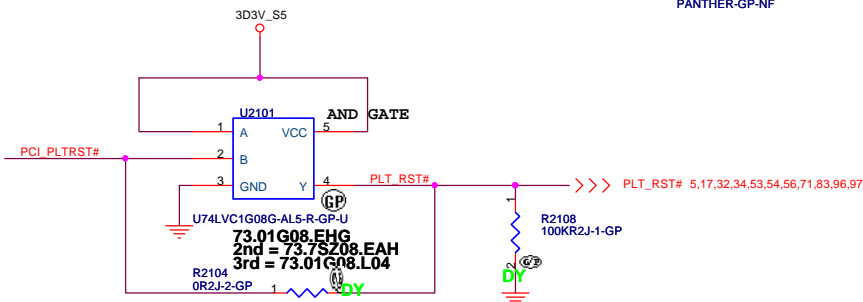 PANTHER-GP-NF
3D3V_S5
U2101
AND GATE
1 A VCC 5
PCI_PLTRST# 2 B
3 GND Y 4 PLT_RST#
PLT_RST# 5,17,32,34,53,54,56,71,83,96,97
GP
U74LVC1G08G-AL5-R-GP-U
73.01G08.EHG
2nd = 73.7SZ08.EAH
3rd = 73.01G08.L04
1
R2108
100KR2J-1-GP
2 GP
DY
R2104
0R2J-2-GP
1
DY